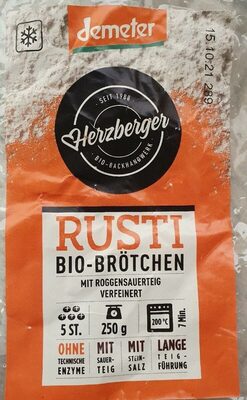 demeter
15.10.21 289
· SEIT 1988 ·
Herzberger
· BIO-BACKHANDWERK ·
RUSTI
BIO-BRÖTCHEN
MIT ROGGENSAUERTEIG
VERFEINERT
5 ST.
250 g
200 °C
7 Min.
OHNE MIT MIT LANGE
TECHNISCHE SAUER- STEIN- TEIG-
ENZYME TEIG SALZ FÜHRUNG